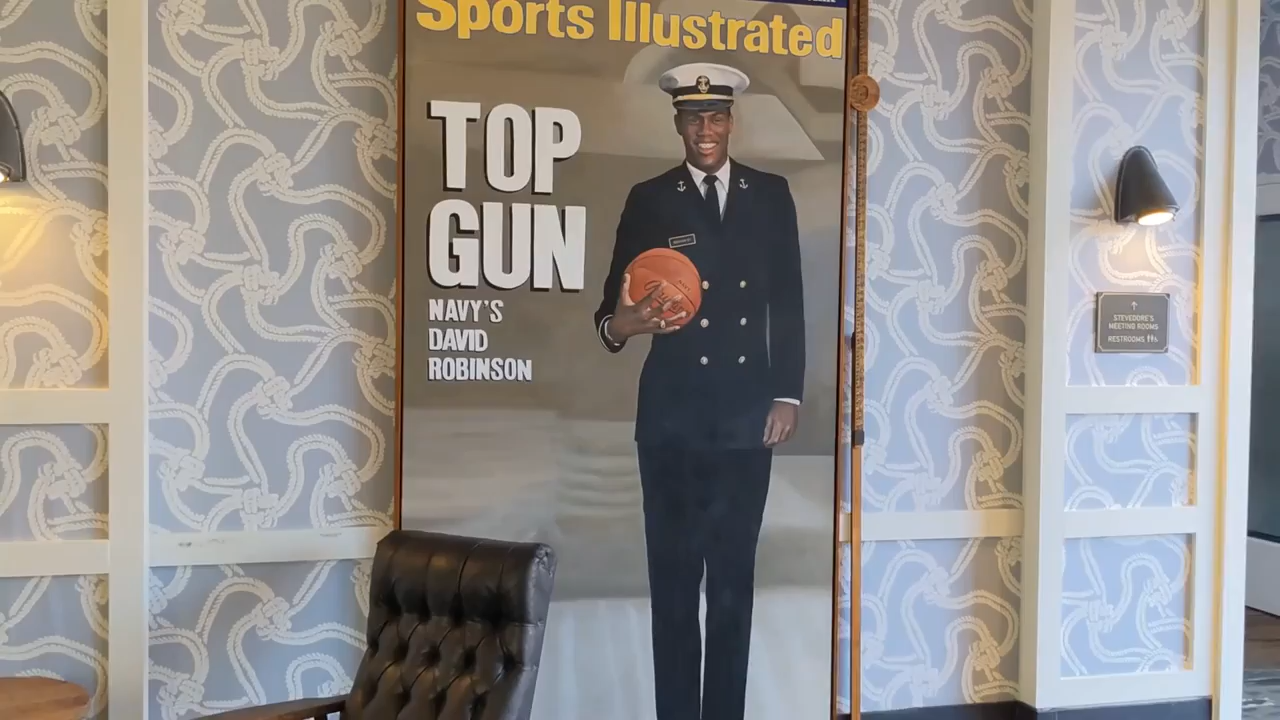 Sports Illustrated
TOP
GUN
NAVY'S
DAVID
ROBINSON
↑
STEVEDORE'S
MEETING ROOMS
RESTROOMS